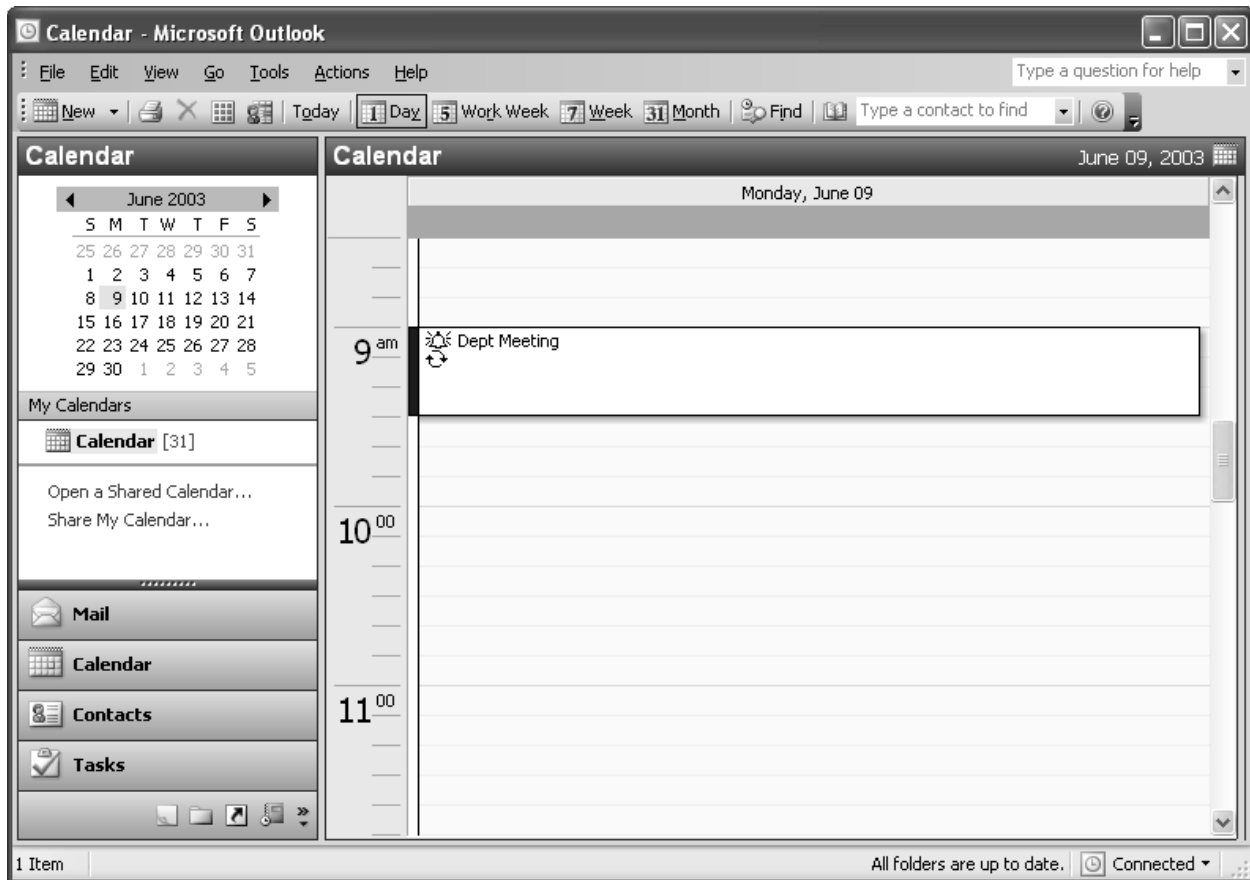 Calendar - Microsoft Outlook
File Edit View Go Tools Actions Help Type a question for help
New Today 1 Day 5 Work Week 7 Week 31 Month Find Type a contact to find
Calendar
June 2003
S M T W T F S
25 26 27 28 29 30 31
1 2 3 4 5 6 7
8 9 10 11 12 13 14
15 16 17 18 19 20 21
22 23 24 25 26 27 28
29 30 1 2 3 4 5
My Calendars
Calendar [31]
Open a Shared Calendar...
Share My Calendar...
Mail
Calendar
Contacts
Tasks
Calendar June 09, 2003
Monday, June 09
9 am Dept Meeting
10 00
11 00
1 Item All folders are up to date. Connected